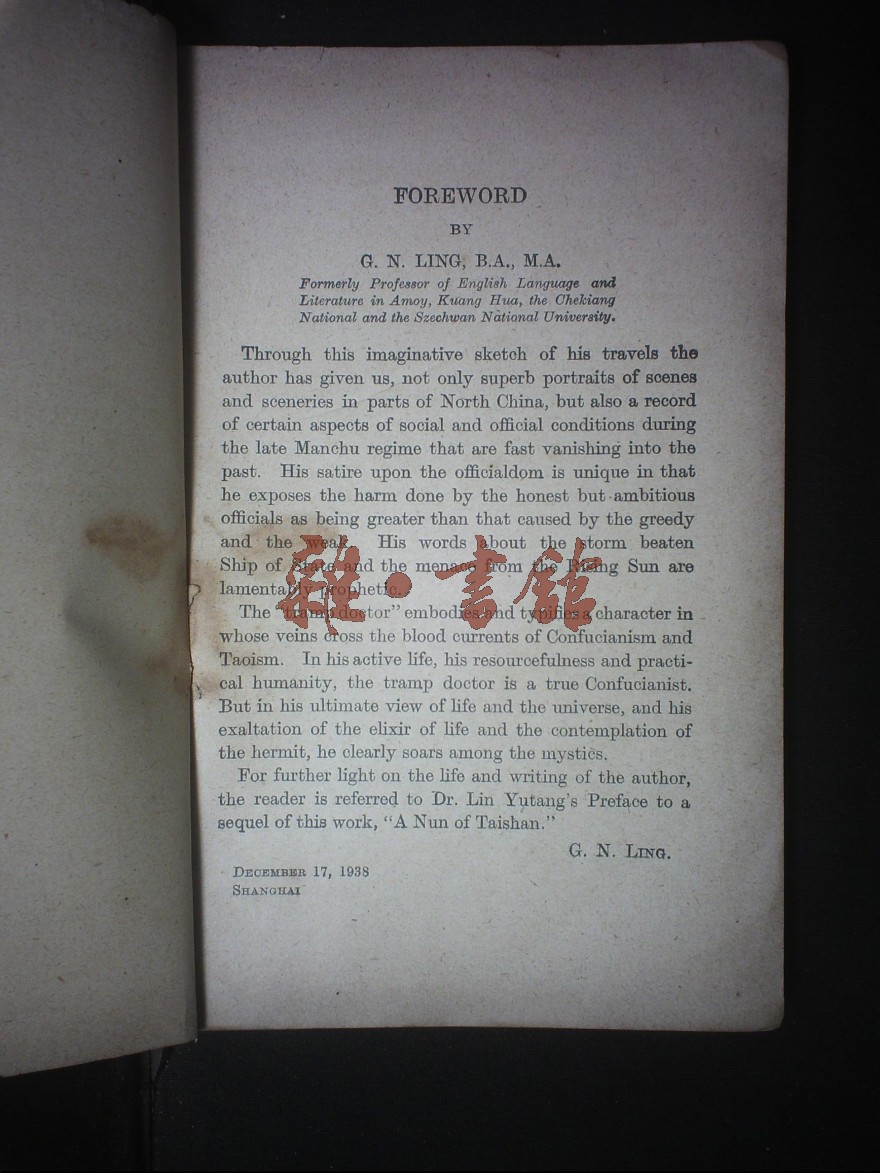 FOREWORD
BY
G. N. LING, B.A., M.A.
Formerly Professor of English Language and
Literature in Amoy, Kuang Hua, the Chekiang
National and the Szechwan National University.
Through this imaginative sketch of his travels the
author has given us, not only superb portraits of scenes
and sceneries in parts of North China, but also a record
of certain aspects of social and official conditions during
the late Manchu regime that are fast vanishing into the
past. His satire upon the officialdom is unique in that
he exposes the harm done by the honest but ambitious
officials as being greater than that caused by the greedy
and the weak. His words about the storm beaten
Ship of State and the menace from the Rising Sun are
lamentably prophetic.
The "tramp doctor" embodies and typifies a character in
whose veins cross the blood currents of Confucianism and
Taoism. In his active life, his resourcefulness and practi-
cal humanity, the tramp doctor is a true Confucianist.
But in his ultimate view of life and the universe, and his
exaltation of the elixir of life and the contemplation of
the hermit, he clearly soars among the mystics.
For further light on the life and writing of the author,
the reader is referred to Dr. Lin Yutang's Preface to a
sequel of this work, "A Nun of Taishan."
G. N. LING.
DECEMBER 17, 1938
SHANGHAI
雜·書館